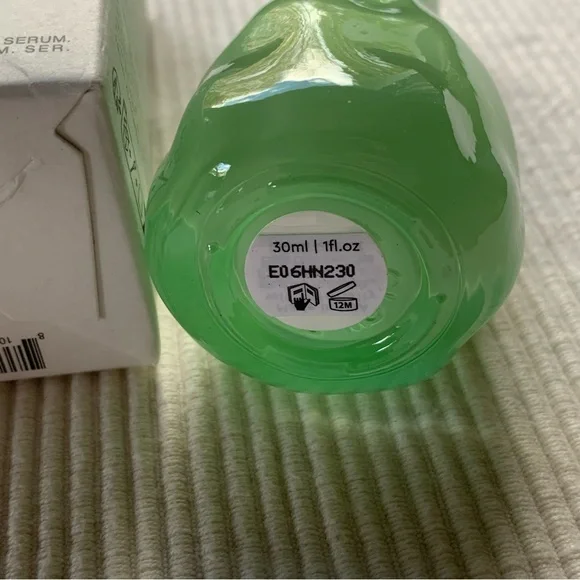 SERUM.
M. SER.
30ml | 1fl.oz
E06HN230
12M